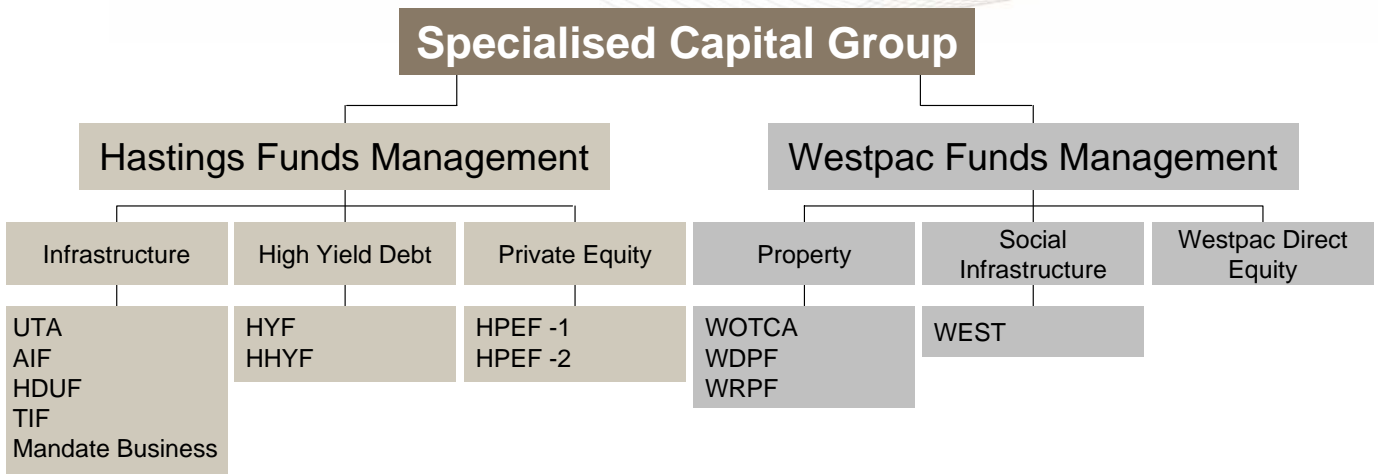 Specialised Capital Group
Hastings Funds Management
Westpac Funds Management
Infrastructure
High Yield Debt
Private Equity
Property
Social
Infrastructure
Westpac Direct
Equity
UTA
AIF
HDUF
TIF
Mandate Business
HYF
HHYF
HPEF -1
HPEF -2
WOTCA
WDPF
WRPF
WEST